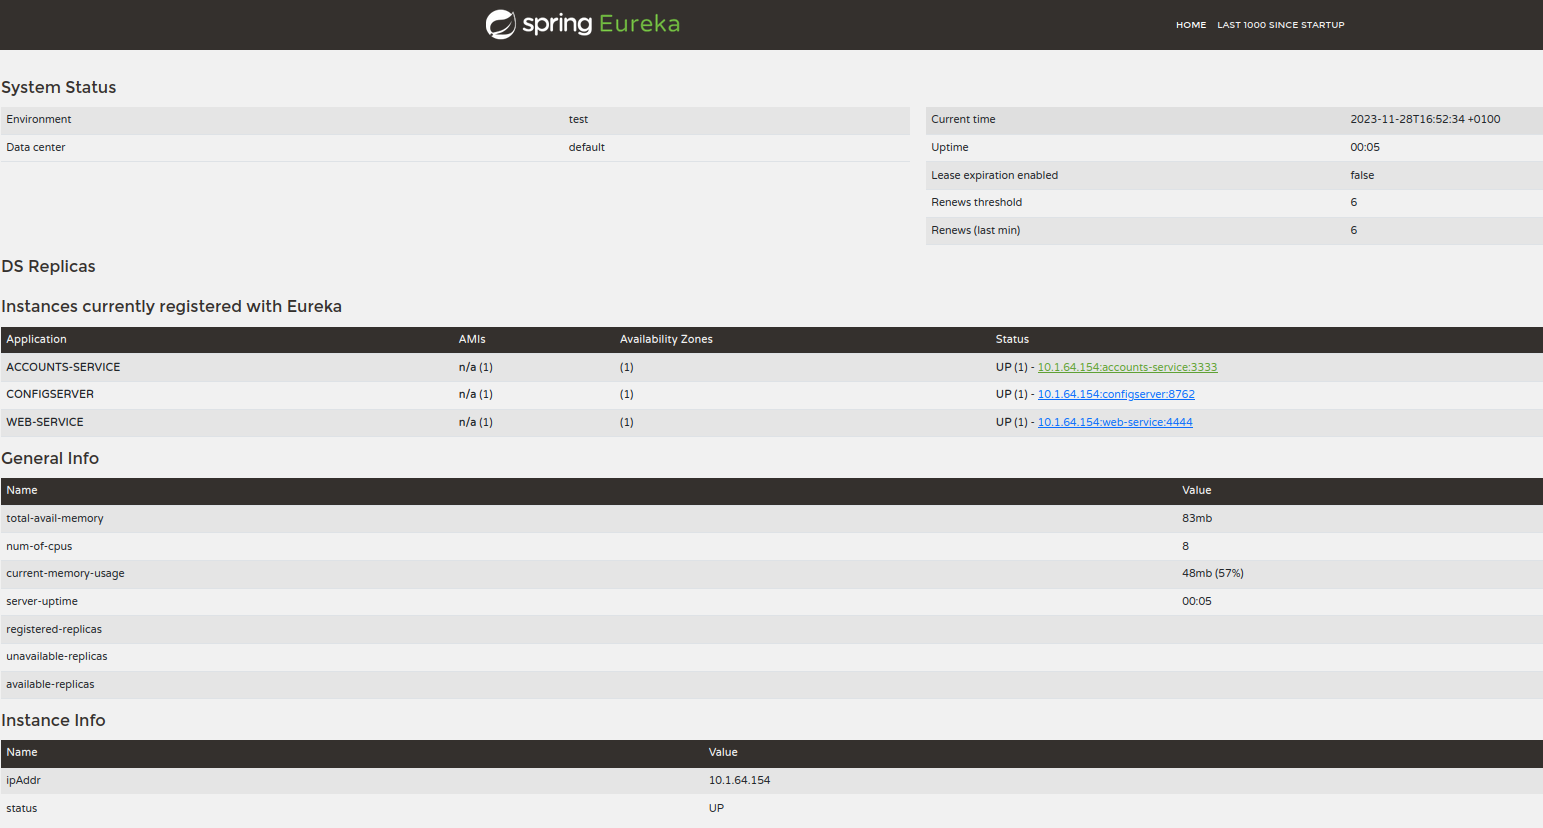 spring Eureka
HOME LAST 1000 SINCE STARTUP
System Status
Environment test
Data center default
Current time 2023-11-28T16:52:34 +0100
Uptime 00:05
Lease expiration enabled false
Renews threshold 6
Renews (last min) 6
DS Replicas
Instances currently registered with Eureka
Application AMIs Availability Zones Status
ACCOUNTS-SERVICE n/a (1) (1) UP (1) - 10.1.64.154:accounts-service:3333
CONFIGSERVER n/a (1) (1) UP (1) - 10.1.64.154:configserver:8762
WEB-SERVICE n/a (1) (1) UP (1) - 10.1.64.154:web-service:4444
General Info
Name Value
total-avail-memory 83mb
num-of-cpus 8
current-memory-usage 48mb (57%)
server-uptime 00:05
registered-replicas
unavailable-replicas
available-replicas
Instance Info
Name Value
ipAddr 10.1.64.154
status UP